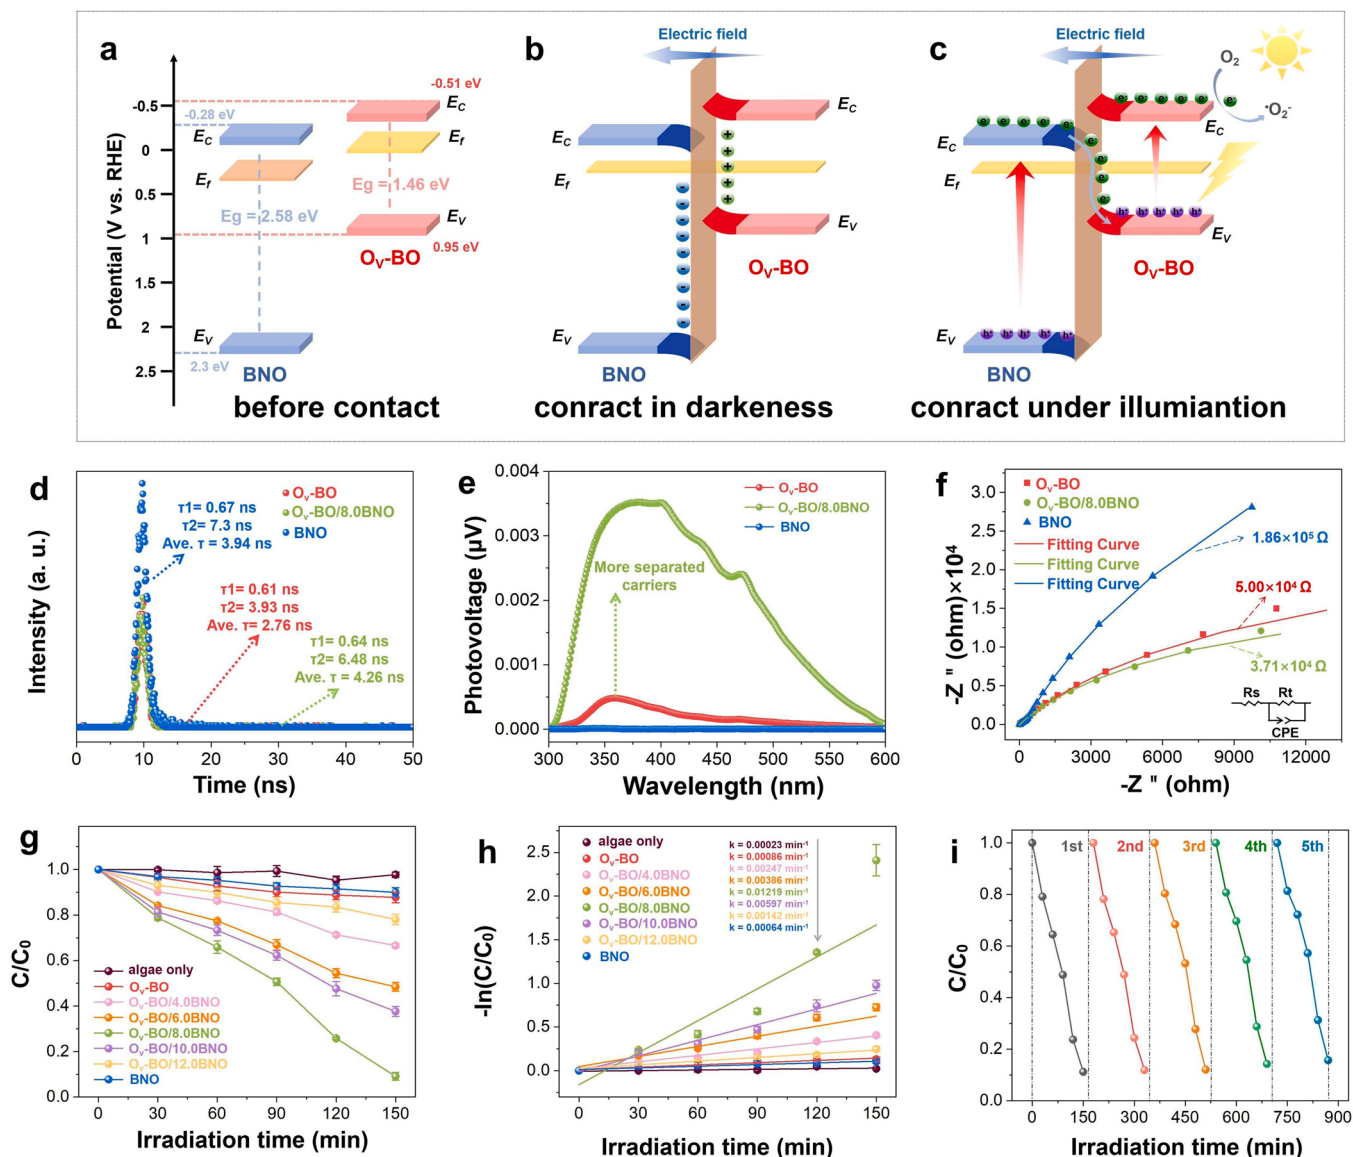 a
Potential (V vs. RHE)
-0.5
0
0.5
1
1.5
2
2.5
-0.51 eV
-0.28 eV
E_C
E_C
E_f
E_f
Eg =1.46 eV
Eg =2.58 eV
E_V
0.95 eV
O_V-BO
E_V
2.3 eV
BNO
before contact
b
Electric field
E_C
E_C
E_f
E_V
O_V-BO
E_V
BNO
conract in darkeness
c
Electric field
O₂
•O₂⁻
E_C
E_C
E_f
E_V
O_V-BO
E_V
BNO
conract under illumiantion
d
Intensity (a. u.)
τ1= 0.67 ns
τ2= 7.3 ns
Ave. τ = 3.94 ns
O_v-BO
O_v-BO/8.0BNO
BNO
τ1= 0.61 ns
τ2= 3.93 ns
Ave. τ= 2.76 ns
τ1= 0.64 ns
τ2= 6.48 ns
Ave. τ = 4.26 ns
0 10 20 30 40 50
Time (ns)
e
Photovoltage (μV)
0.004
0.003
0.002
0.001
0.000
O_v-BO
O_v-BO/8.0BNO
BNO
More separated
carriers
300 350 400 450 500 550 600
Wavelength (nm)
f
-Z " (ohm)×10⁴
3.0
2.5
2.0
1.5
1.0
0.5
0.0
O_v-BO
O_v-BO/8.0BNO
BNO
Fitting Curve
Fitting Curve
Fitting Curve
1.86×10⁵ Ω
5.00×10⁴ Ω
3.71×10⁴ Ω
Rs Rt
CPE
0 3000 6000 9000 12000
-Z " (ohm)
g
C/C₀
1.0
0.8
0.6
0.4
0.2
0.0
algae only
O_v-BO
O_v-BO/4.0BNO
O_v-BO/6.0BNO
O_v-BO/8.0BNO
O_v-BO/10.0BNO
O_v-BO/12.0BNO
BNO
0 30 60 90 120 150
Irradiation time (min)
h
-ln(C/C₀)
2.5
2.0
1.5
1.0
0.5
0.0
algae only
O_v-BO
O_v-BO/4.0BNO
O_v-BO/6.0BNO
O_v-BO/8.0BNO
O_v-BO/10.0BNO
O_v-BO/12.0BNO
BNO
k = 0.00023 min⁻¹
k = 0.00086 min⁻¹
k = 0.00247 min⁻¹
k = 0.00386 min⁻¹
k = 0.01219 min⁻¹
k = 0.00597 min⁻¹
k = 0.00142 min⁻¹
k = 0.00064 min⁻¹
0 30 60 90 120 150
Irradiation time (min)
i
C/C₀
1.0
0.8
0.6
0.4
0.2
0.0
1st 2nd 3rd 4th 5th
0 150 300 450 600 750 900
Irradiation time (min)